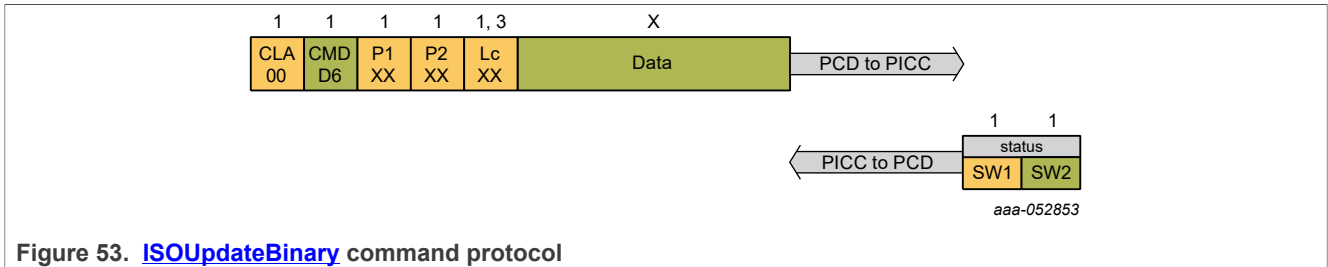 1 1 1 1 1, 3 X
CLA CMD P1 P2 Lc Data PCD to PICC
00 D6 XX XX XX
1 1
status
PICC to PCD SW1 SW2
aaa-052853
Figure 53. ISOUpdateBinary command protocol